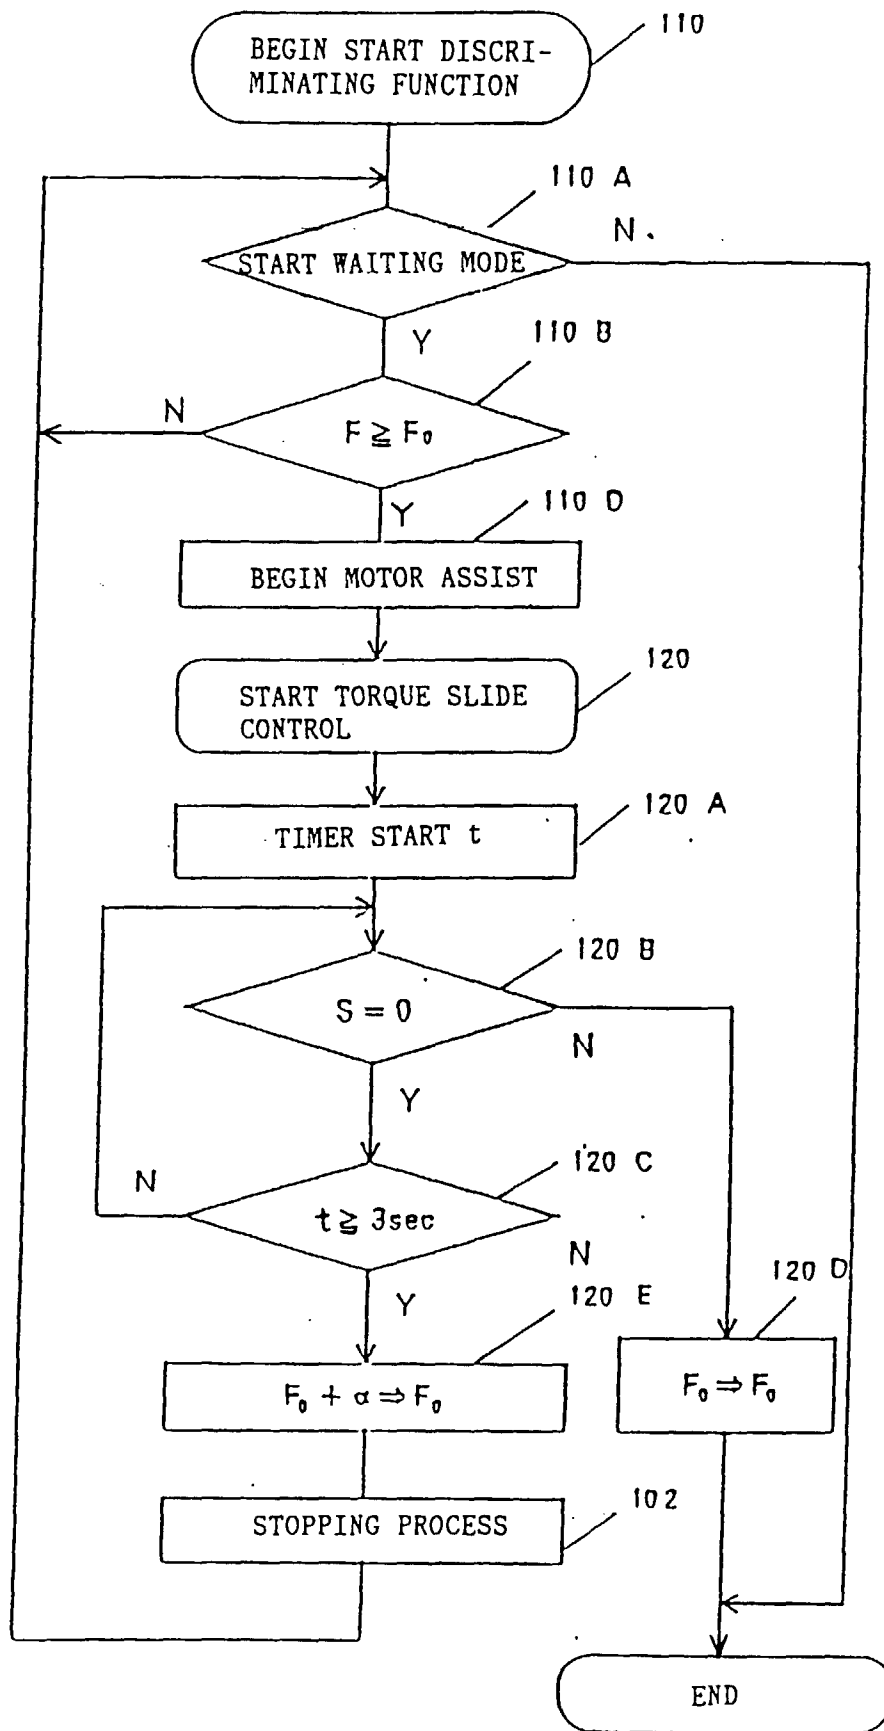 BEGIN START DISCRI-
MINATING FUNCTION
110
110 A
START WAITING MODE
N.
Y
110 B
N
F ≧ F₀
Y
110 D
BEGIN MOTOR ASSIST
120
START TORQUE SLIDE
CONTROL
120 A
TIMER START t
120 B
S = 0
N
Y
120 C
N
t ≧ 3sec
N
Y
120 E
120 D
F₀ + α ⇒ F₀
F₀ ⇒ F₀
102
STOPPING PROCESS
END